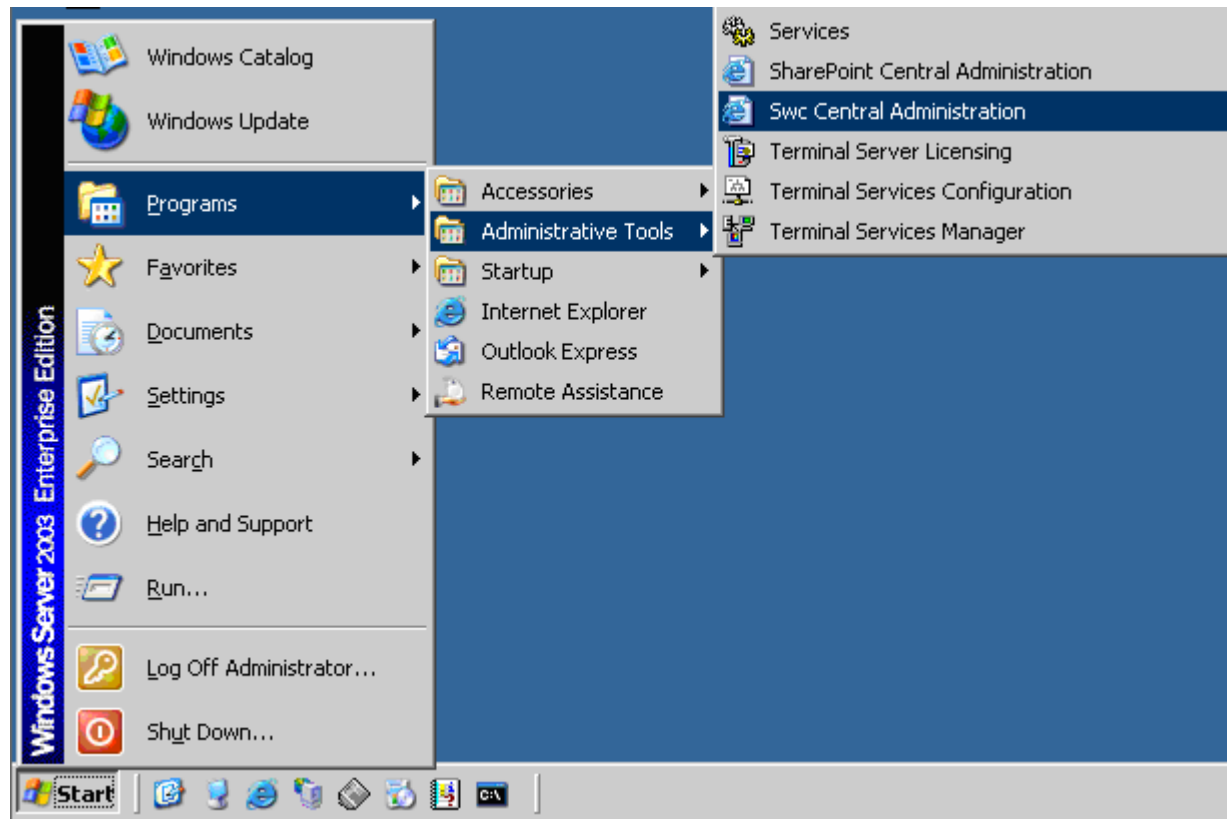 Windows Catalog
Windows Update
Programs
Favorites
Documents
Settings
Search
Help and Support
Run...
Log Off Administrator...
Shut Down...
Windows Server 2003 Enterprise Edition
Accessories
Administrative Tools
Startup
Internet Explorer
Outlook Express
Remote Assistance
Services
SharePoint Central Administration
Swc Central Administration
Terminal Server Licensing
Terminal Services Configuration
Terminal Services Manager
Start
C:\